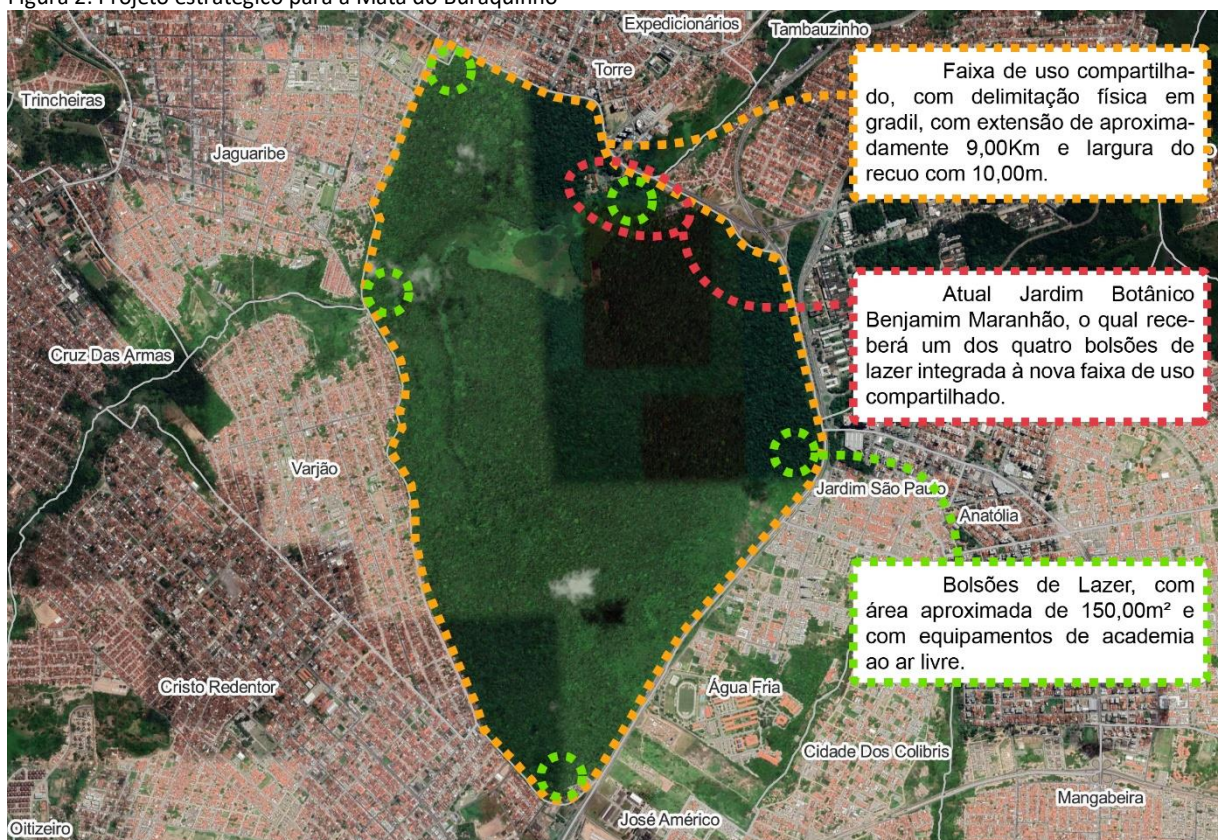 Figura 2: Projeto estratégico para a Mata do Buraquinho
Expedicionários
Tambauzinho
Torre
Trincheiras
Jaguaribe
Faixa de uso compartilha-
do, com delimitação física em
gradil, com extensão de aproxima-
damente 9,00Km e largura do
recuo com 10,00m.
Atual Jardim Botânico
Benjamim Maranhão, o qual rece-
berá um dos quatro bolsões de
lazer integrada à nova faixa de uso
compartilhado.
Cruz Das Armas
Varjão
Jardim São Paulo
Anatólia
Bolsões de Lazer, com
área aproximada de 150,00m² e
com equipamentos de academia
ao ar livre.
Cristo Redentor
Água Fria
Cidade Dos Colibris
Mangabeira
José Américo
Oitizeiro